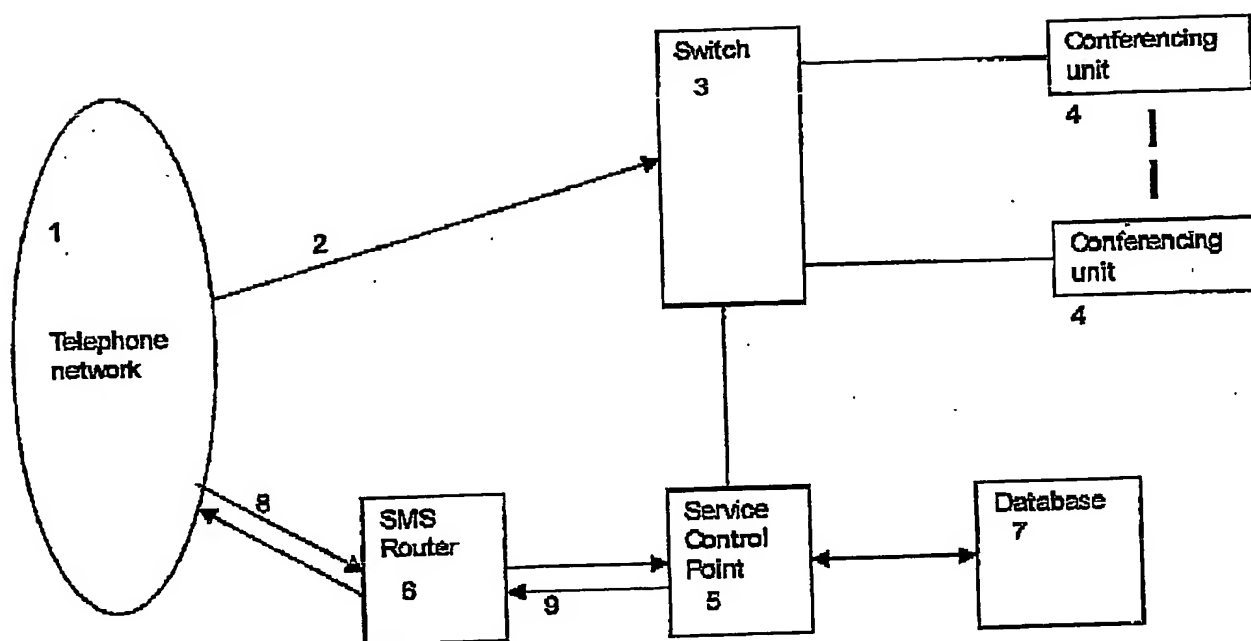 Switch
3
Conferencing
unit
4
Conferencing
unit
4
1
2
Telephone
network
8
SMS
Router
6
9
Service
Control
Point
5
Database
7